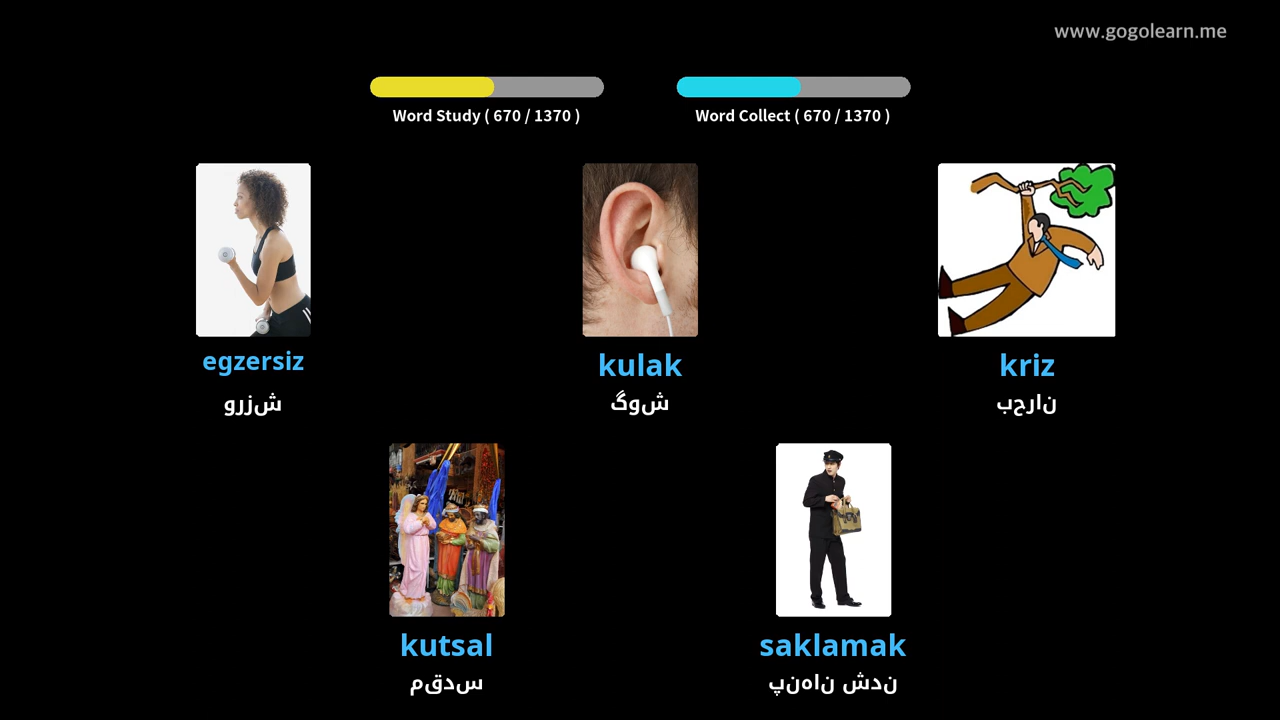 www.gogolearn.me
Word Study ( 670 / 1370 )
Word Collect ( 670 / 1370 )
egzersiz
ورزش
kulak
گوش
kriz
بحران
kutsal
مقدس
saklamak
پنهان شدن